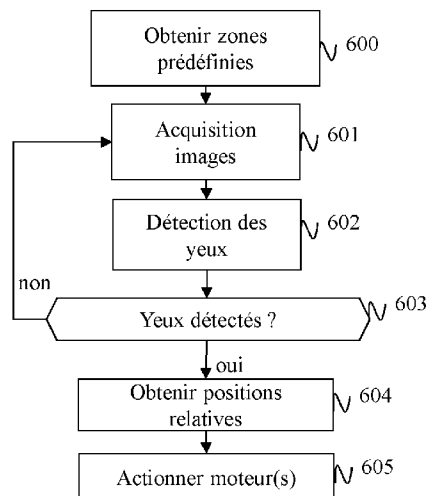 Obtenir zones
prédéfinies
600
Acquisition
images
601
Détection des
yeux
602
non
Yeux détectés ?
603
oui
Obtenir positions
relatives
604
Actionner moteur(s)
605